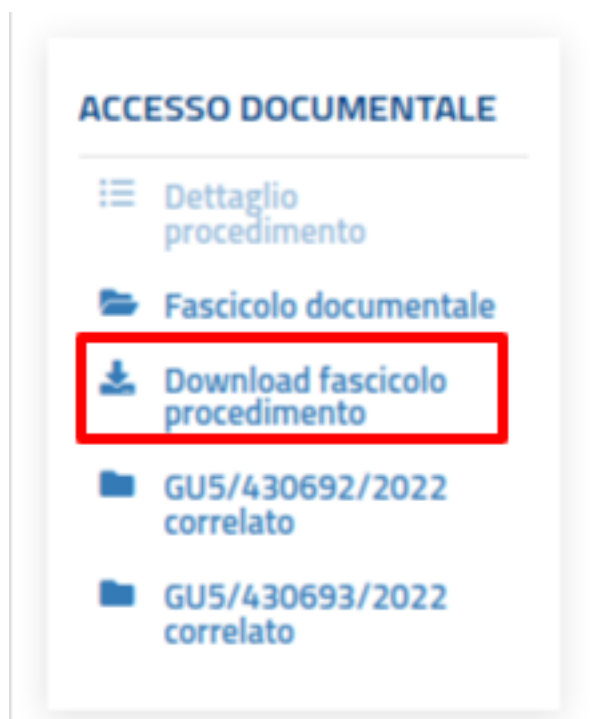 ACCESSO DOCUMENTALE
Dettaglio
procedimento
Fascicolo documentale
Download fascicolo
procedimento
GU5/430692/2022
correlato
GU5/430693/2022
correlato